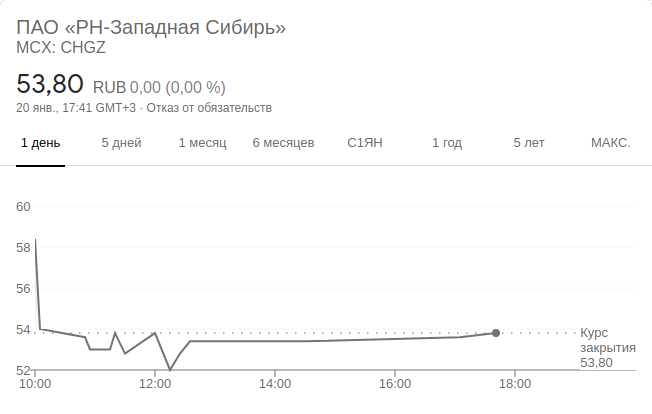 ПАО «РН-Западная Сибирь»
MCX: CHGZ
53,80 RUB 0,00 (0,00 %)
20 янв., 17:41 GMT+3 · Отказ от обязательств
1 день 5 дней 1 месяц 6 месяцев С1ЯН 1 год 5 лет МАКС.
60
58
56
54
52
Курс
закрытия
53,80
10:00 12:00 14:00 16:00 18:00